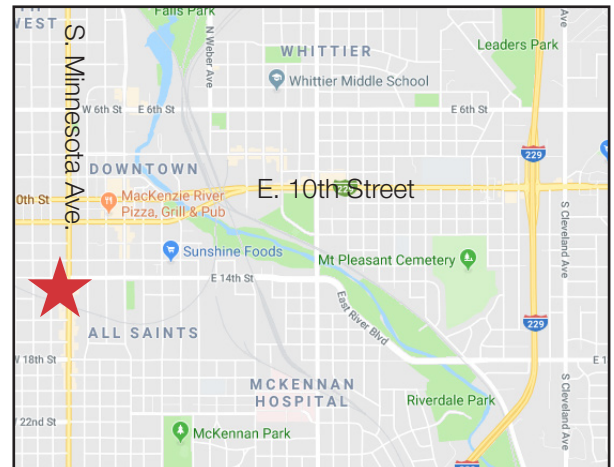 Falls Park
WEST
S. Minnesota Ave.
N Weber Ave
WHITTIER
Leaders Park
Ave
Whittier Middle School
W 6th St
E 6th St
E 6th St
229
DOWNTOWN
0th St
MacKenzie River
Pizza, Grill & Pub
E. 10th Street
S Cleveland Ave
Sunshine Foods
Mt Pleasant Cemetery
E 14th St
East River Blvd
229
ALL SAINTS
18th St
E 1
MCKENNAN
HOSPITAL
Riverdale Park
S Cleveland Ave
22nd St
McKennan Park